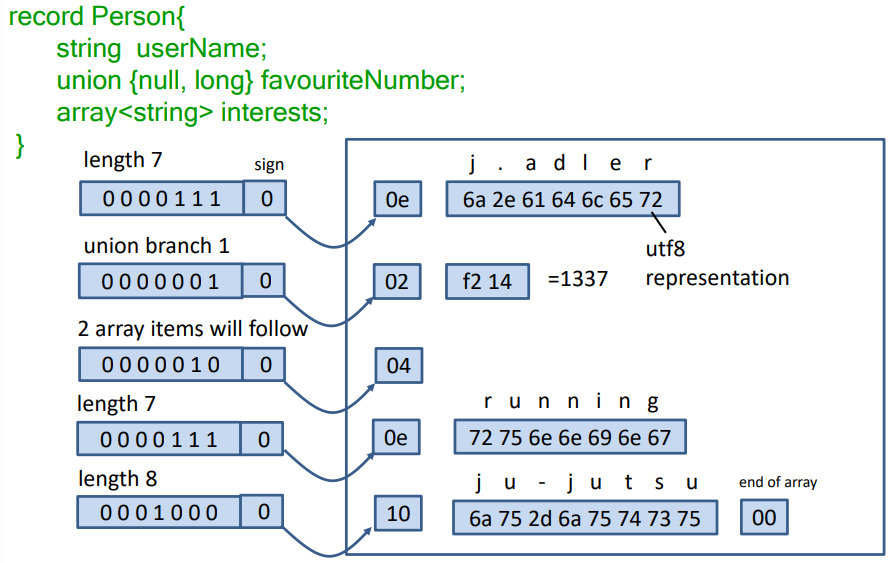 record Person{
string userName;
union {null, long} favouriteNumber;
array<string> interests;
}
length 7 sign
0 0 0 0 1 1 1 0 0e
j . a d l e r
6a 2e 61 64 6c 65 72
utf8
representation
union branch 1
0 0 0 0 0 0 1 0 02 f2 14 =1337
2 array items will follow
0 0 0 0 0 1 0 0 04
length 7
0 0 0 0 1 1 1 0 0e
r u n n i n g
72 75 6e 6e 69 6e 67
length 8
0 0 0 1 0 0 0 0 10
j u - j u t s u end of array
6a 75 2d 6a 75 74 73 75 00